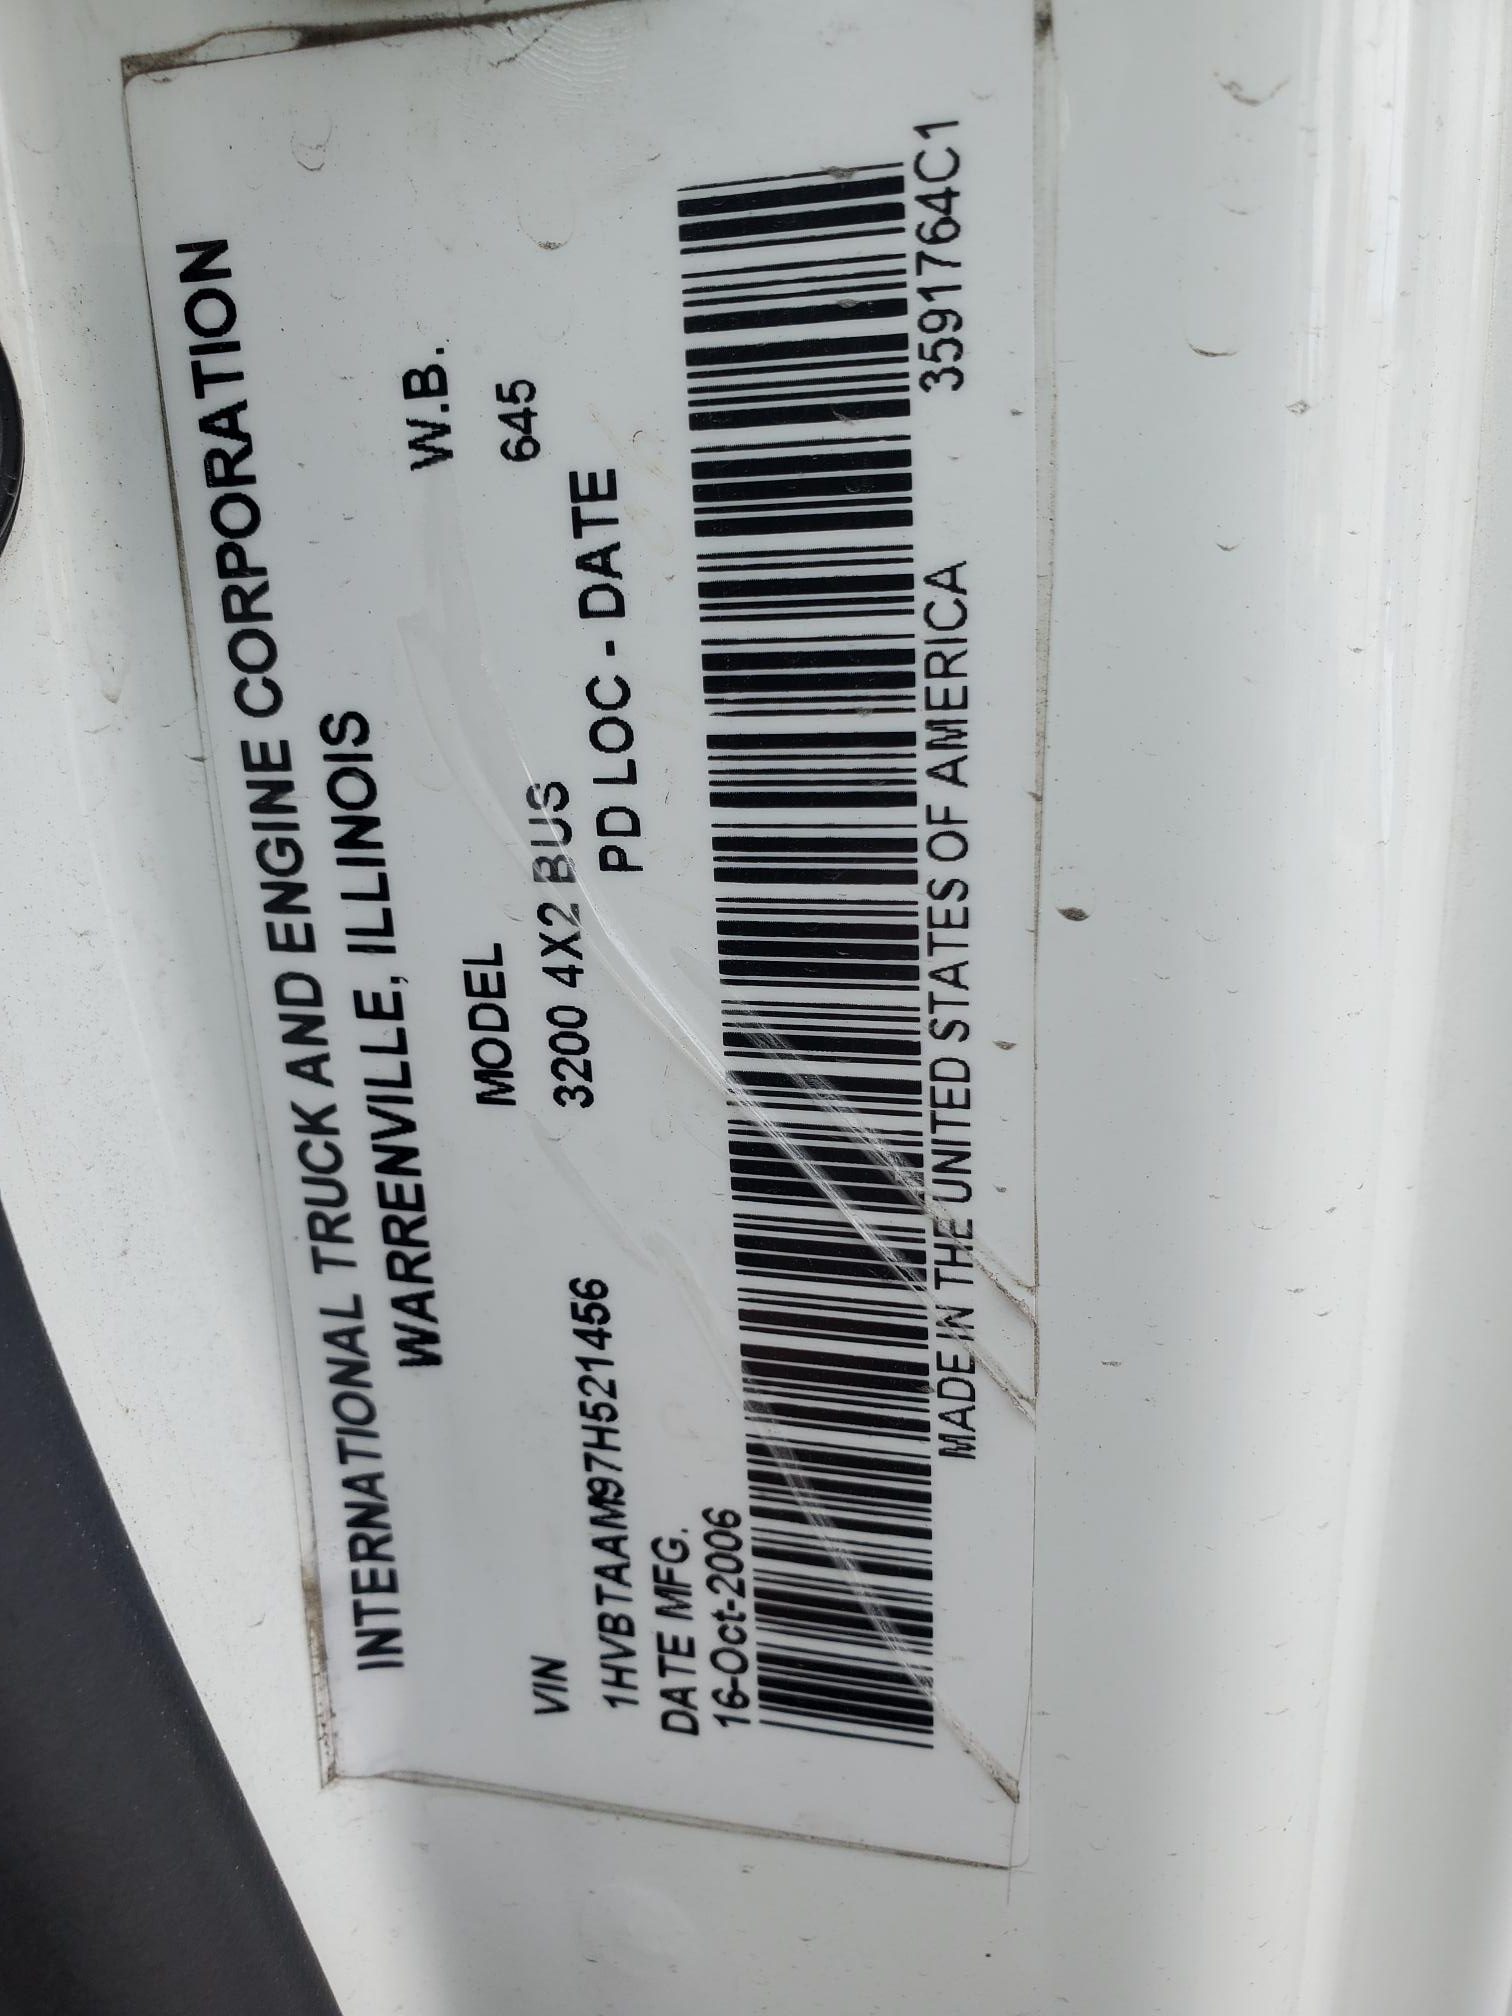 INTERNATIONAL TRUCK AND ENGINE CORPORATION
WARRENVILLE, ILLINOIS
VIN MODEL W.B.
1HVBTAAM97H521456 3200 4X2 BUS 645
DATE MFG. PD LOC - DATE
16-Oct-2006
MADE IN THE UNITED STATES OF AMERICA 3591764C1